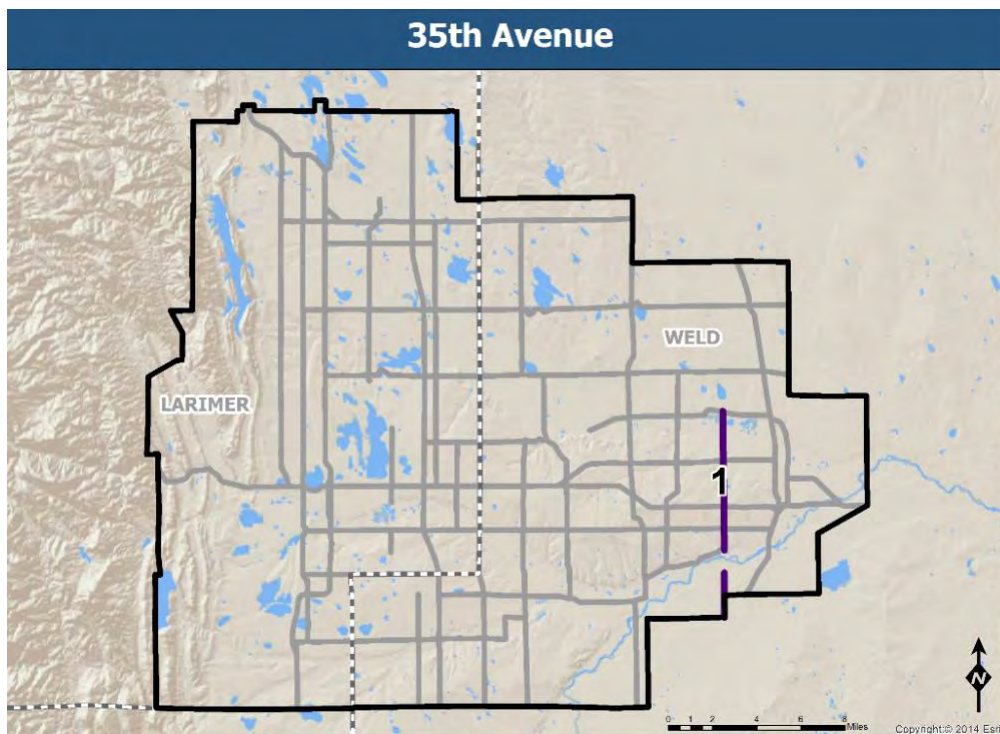 35th Avenue
WELD
LARIMER
1
N
0 1 2 4 6 8
Miles
Copyright:© 2014 Esri